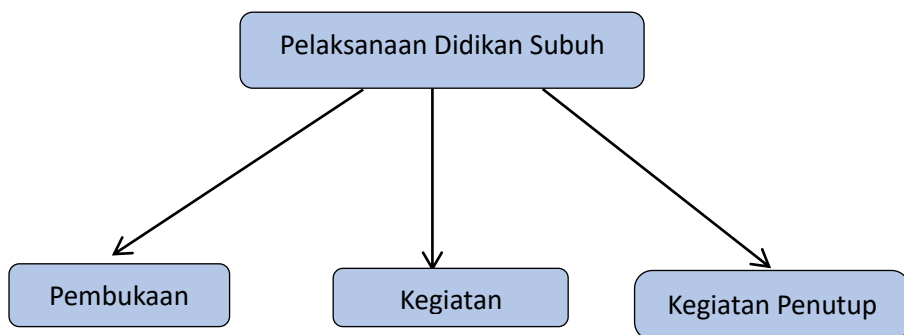 Pelaksanaan Didikan Subuh
Pembukaan
Kegiatan
Kegiatan Penutup